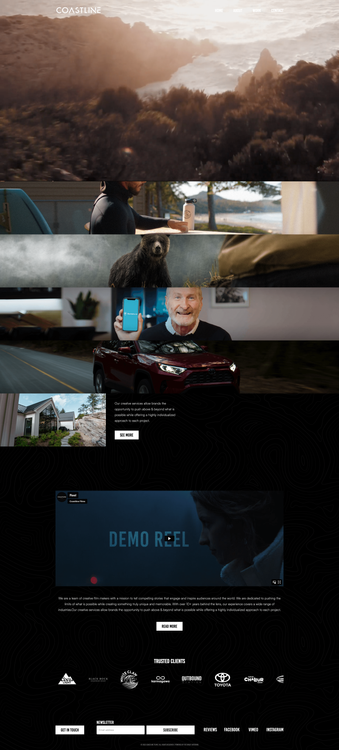 COASTLINE
Our creative services allow brands the
opportunity to push above & beyond what is
possible while offering a highly individualized
approach to each project.
SEE MORE
DEMO REEL
We are a team of creative film makers with a mission to tell compelling stories that engage and inspire audiences around the world. We are dedicated to pushing the
limits of what is possible while creating something truly unique and memorable. With over 10+ years behind the lens, our experience covers a wide range of
industries. Our creative services allow brands the opportunity to push above & beyond what is possible while offering a highly individualized approach to each project.
READ MORE
TRUSTED CLIENTS
OUTBOUND
TOYOTA
GET IN TOUCH
NEWSLETTER
SUBSCRIBE
REVIEWS FACEBOOK VIMEO INSTAGRAM